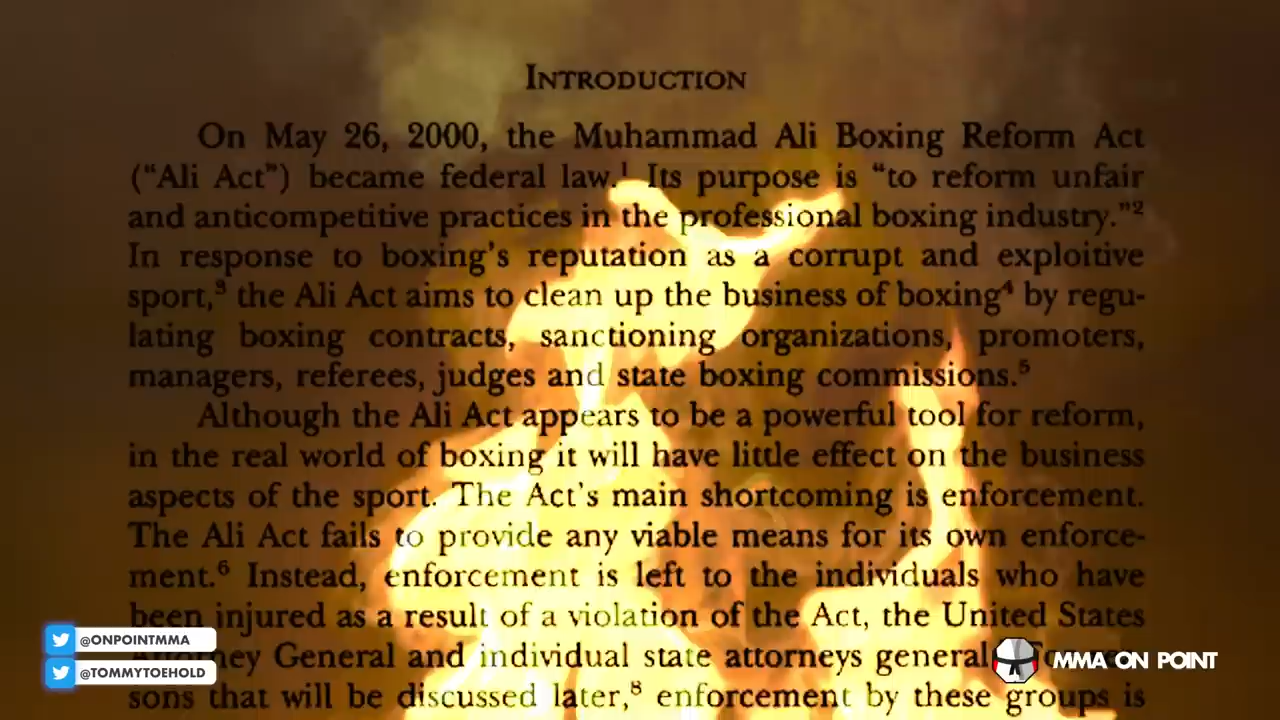 INTRODUCTION
On May 26, 2000, the Muhammad Ali Boxing Reform Act
("Ali Act") became federal law.¹ Its purpose is "to reform unfair
and anticompetitive practices in the professional boxing industry."²
In response to boxing's reputation as a corrupt and exploitive
sport,³ the Ali Act aims to clean up the business of boxing⁴ by regu-
lating boxing contracts, sanctioning organizations, promoters,
managers, referees, judges and state boxing commissions.⁵
Although the Ali Act appears to be a powerful tool for reform,
in the real world of boxing it will have little effect on the business
aspects of the sport. The Act's main shortcoming is enforcement.
The Ali Act fails to provide any viable means for its own enforce-
ment.⁶ Instead, enforcement is left to the individuals who have
been injured as a result of a violation of the Act, the United States
Attorney General and individual state attorneys general
sons that will be discussed later,⁸ enforcement by these groups is
@ONPOINTMMA
@TOMMYTOEHOLD
MMA ON POINT